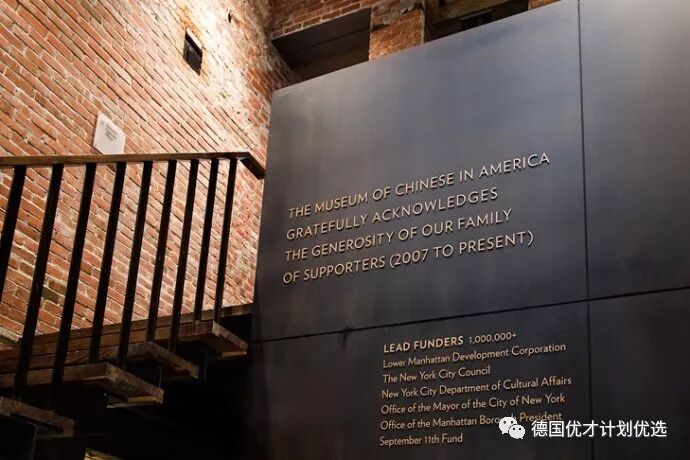 THE MUSEUM OF CHINESE IN AMERICA
GRATEFULLY ACKNOWLEDGES
THE GENEROSITY OF OUR FAMILY
OF SUPPORTERS (2007 TO PRESENT)
LEAD FUNDERS 1,000,000+
Lower Manhattan Development Corporation
The New York City Council
New York City Department of Cultural Affairs
Office of the Mayor of the City of New York
Office of the Manhattan Borough President
September 11th Fund
德国优才计划优选